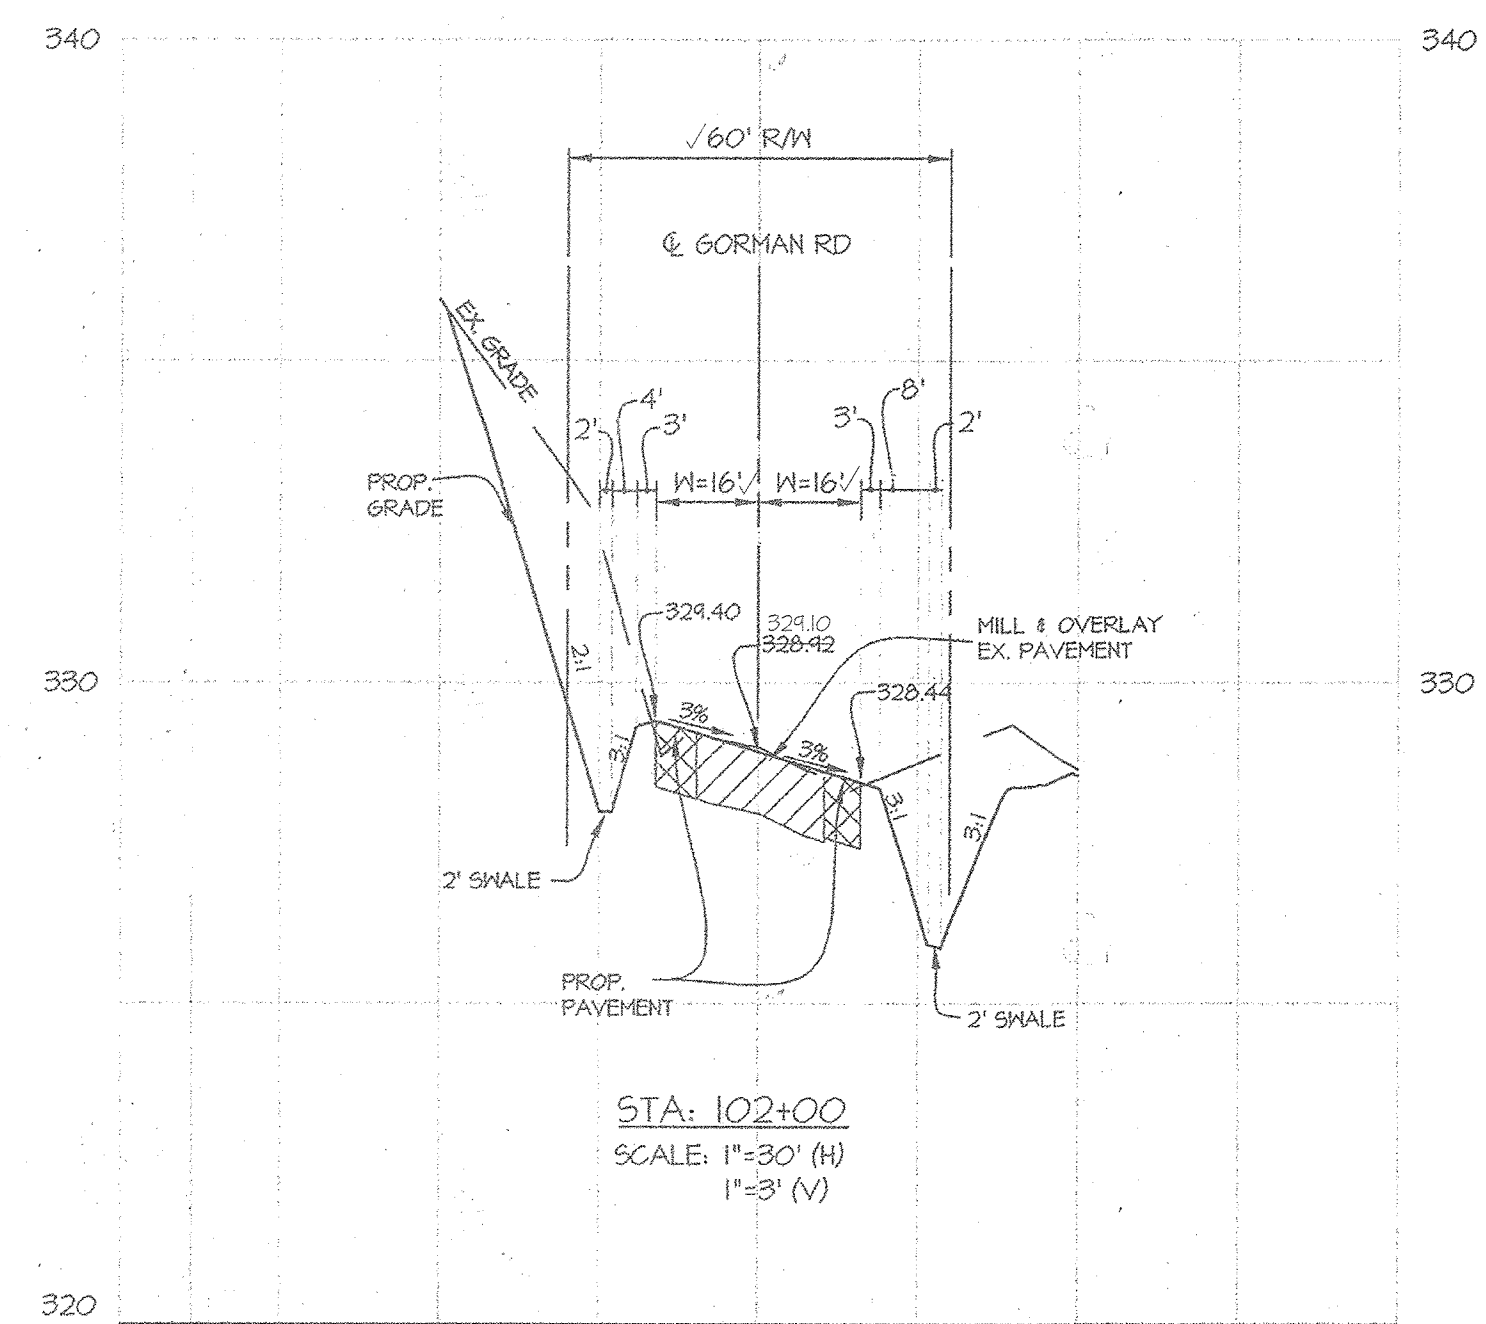 340
340
√60' R/W
℄ GORMAN RD
EX. GRADE
8'
4'
2'
3'
3'
2'
W=16'√
W=16'√
PROP.
GRADE
329.40
329.10
328.92
MILL & OVERLAY
EX. PAVEMENT
2:1
330
330
328.44
3%
3%
3:1
3:1
3:1
2' SWALE
PROP.
PAVEMENT
2' SWALE
STA: 102+00
SCALE: 1"=30' (H)
1"=3' (V)
320